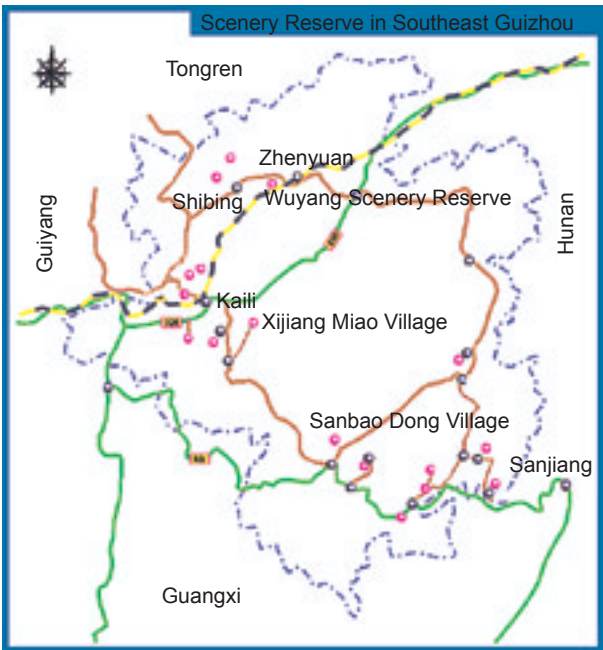 Scenery Reserve in Southeast Guizhou
Tongren
Zhenyuan
Shibing
Wuyang Scenery Reserve
Guiyang
Hunan
Kaili
Xijiang Miao Village
Sanbao Dong Village
Sanjiang
Guangxi